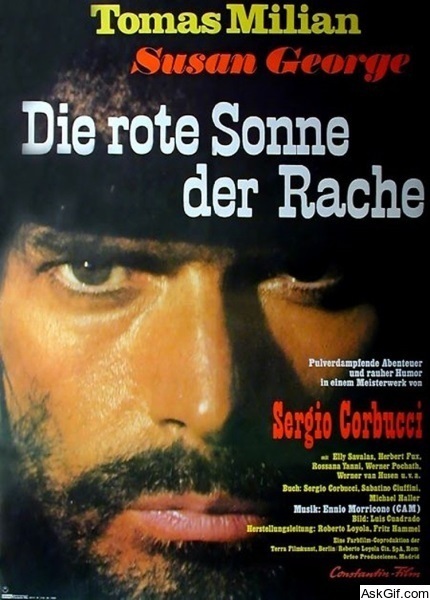 Tomas Milian
Susan George
Die rote Sonne
der Rache
Pulverdampfende Abenteuer
und rauher Humor
in einem Meisterwerk von
Sergio Corbucci
mit Elly Savalas, Herbert Fux,
Rossana Yanni, Werner Pochath,
Werner van Husen u.v.a.
Buch: Sergio Corbucci, Sabatino Ciuffini,
Michael Haller
Musik: Ennio Morricone (CAM)
Bild: Luis Cuadrado
Herstellungsleitung: Roberto Loyola, Fritz Hammel
Eine Farbfilm-Coproduction der
Terra Filmkunst, Berlin/Roberto Loyola Cin. SpA, Rom/
Orfeo Producciones, Madrid
Constantin-Film
AskGif.com